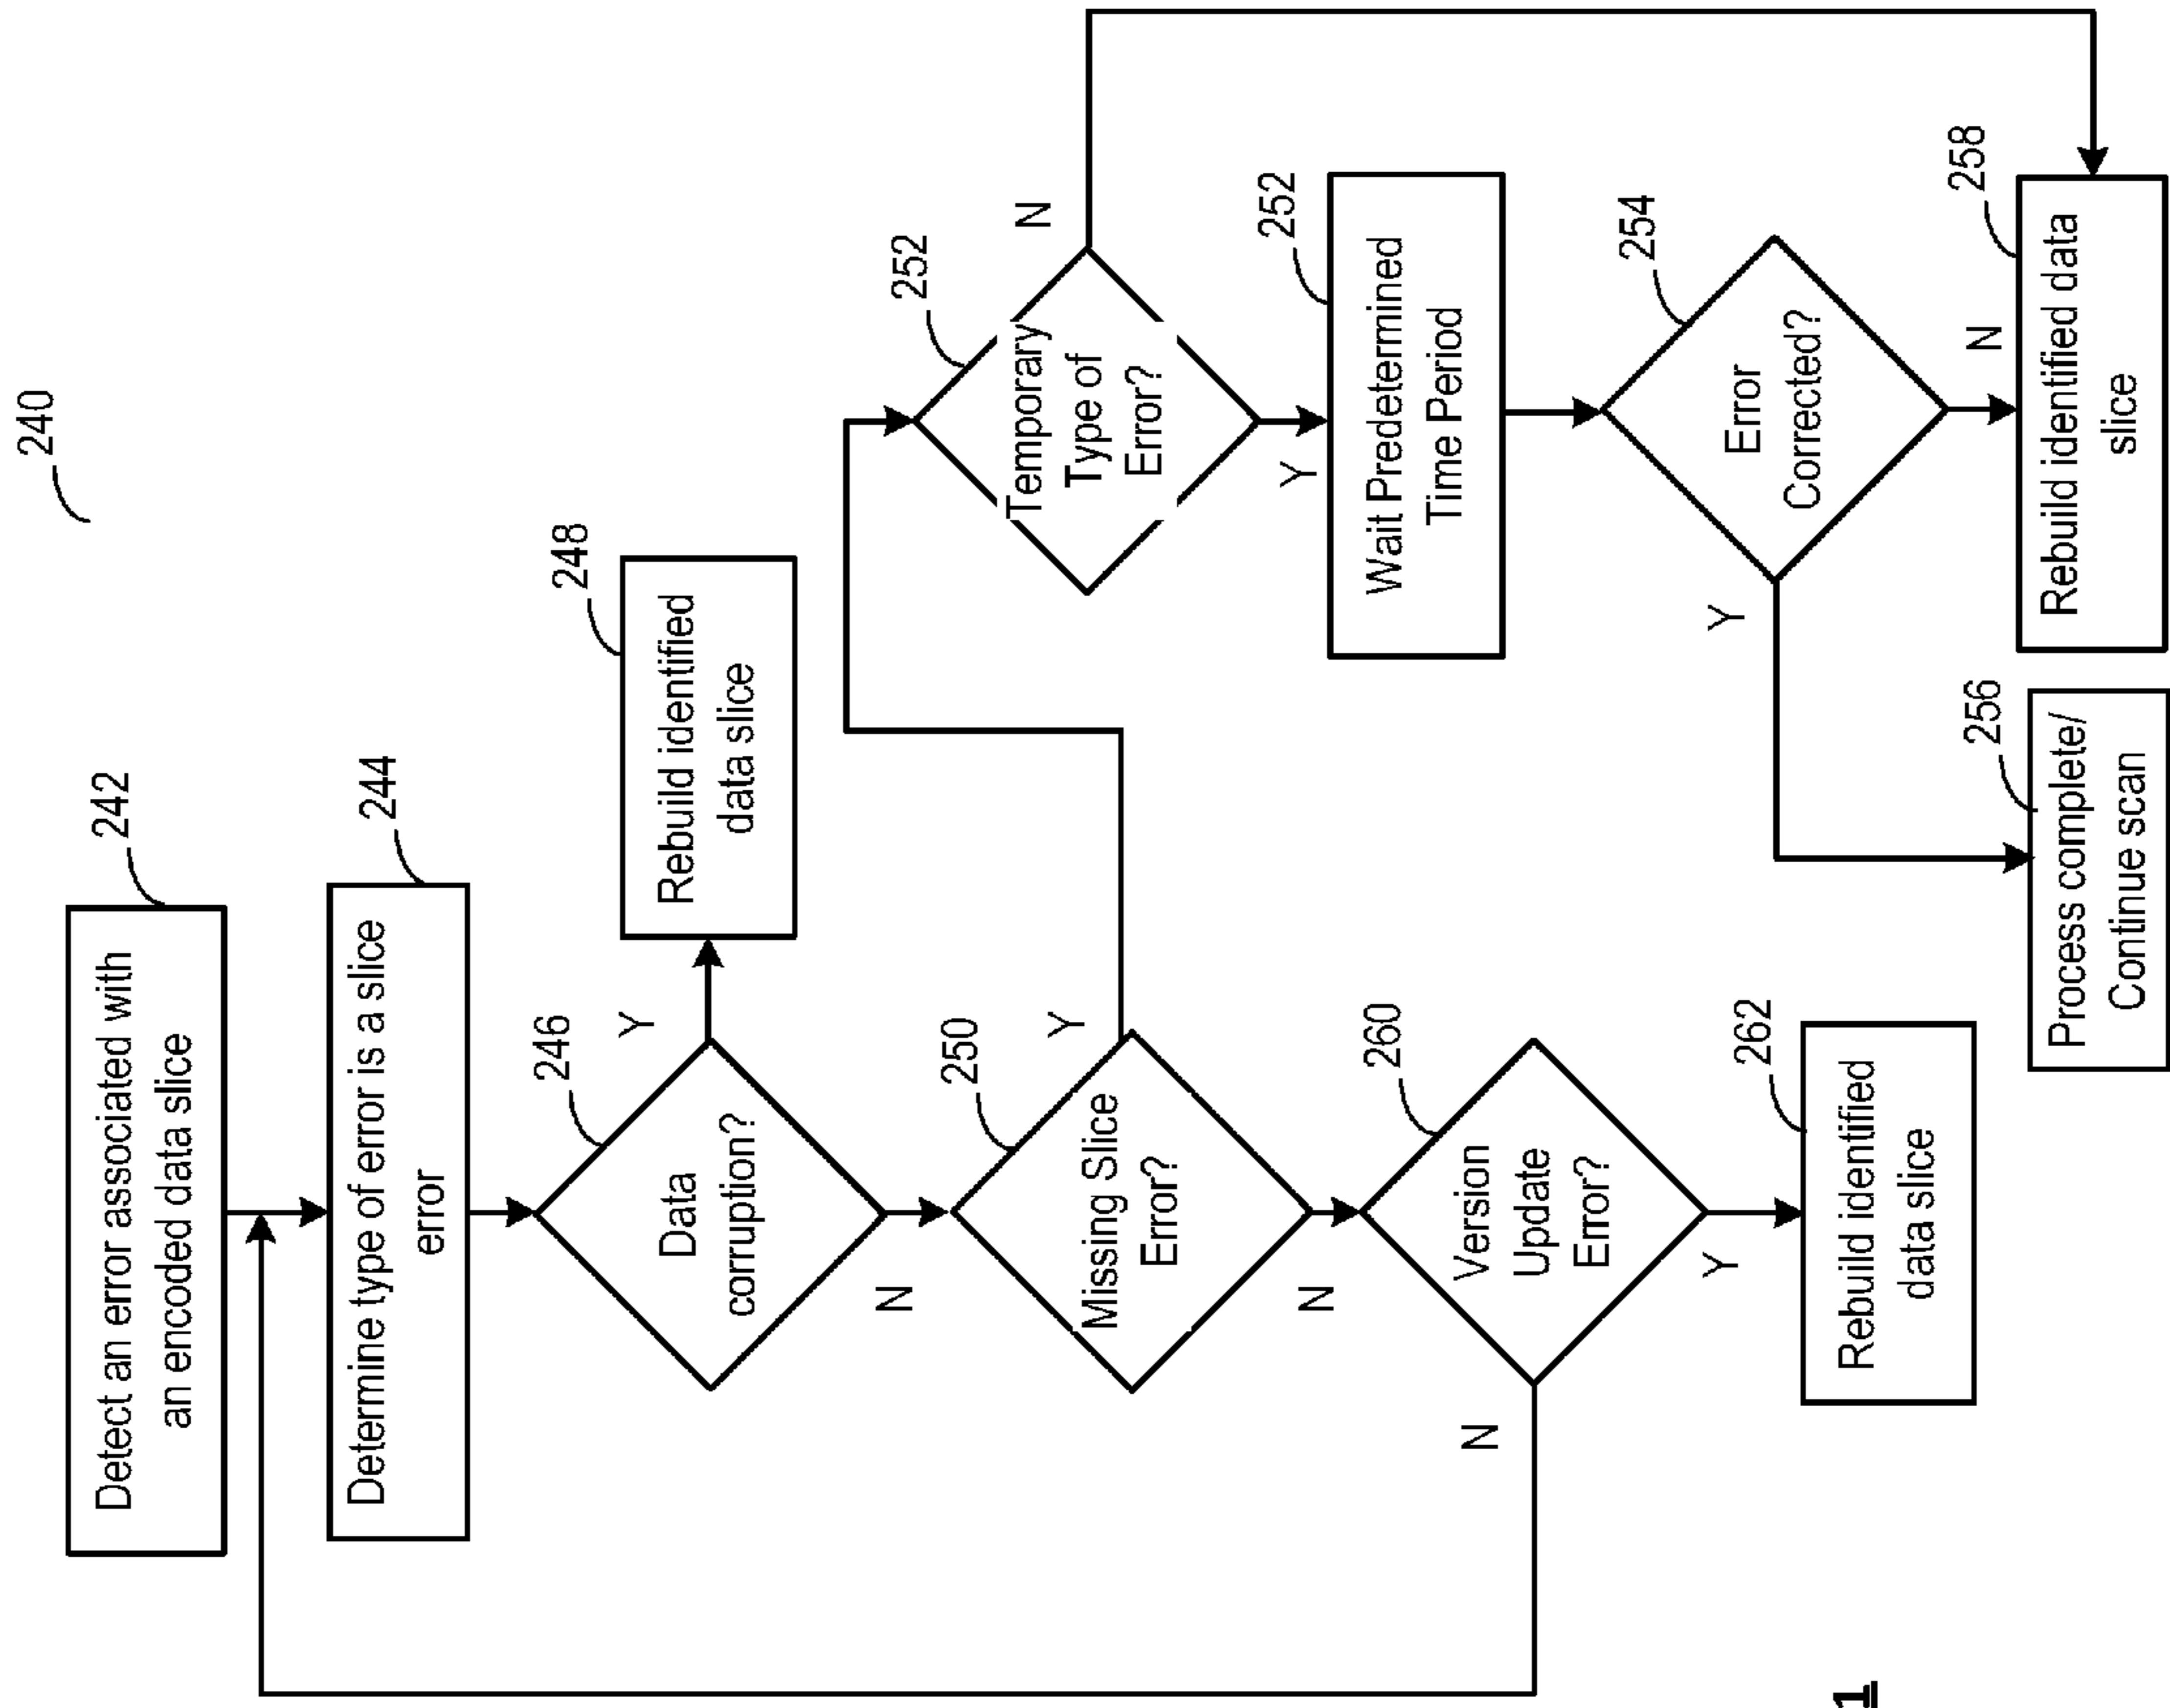 240
242
Detect an error associated with
an encoded data slice
244
Determine type of error is a slice
error
246
Data
corruption?
Y
N
248
Rebuild identified
data slice
250
Missing Slice
Error?
Y
N
252
Temporary
Type of
Error?
N
Y
252
Wait Predetermined
Time Period
254
Error
Corrected?
Y
N
256
Process complete/
Continue scan
258
Rebuild identified data
slice
260
Version
Update
Error?
N
Y
262
Rebuild identified
data slice
1